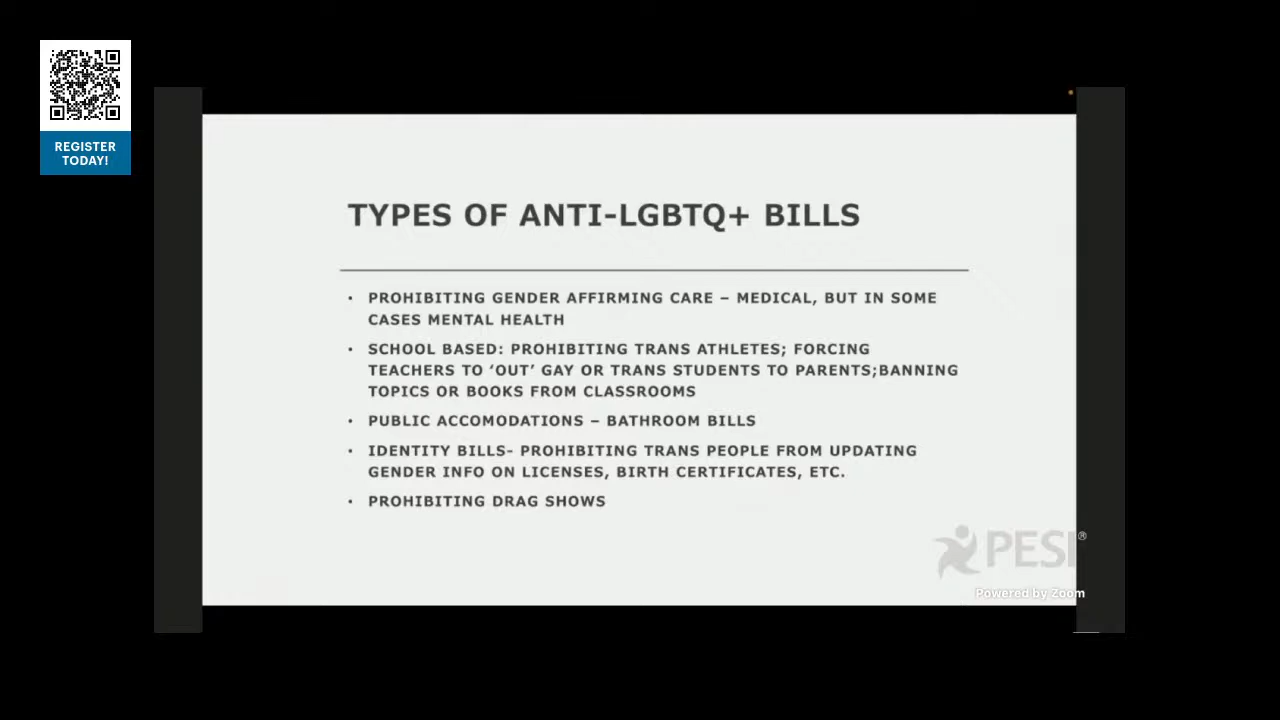 REGISTER
TODAY!
TYPES OF ANTI-LGBTQ+ BILLS
• PROHIBITING GENDER AFFIRMING CARE – MEDICAL, BUT IN SOME
CASES MENTAL HEALTH
• SCHOOL BASED: PROHIBITING TRANS ATHLETES; FORCING
TEACHERS TO ‘OUT’ GAY OR TRANS STUDENTS TO PARENTS;BANNING
TOPICS OR BOOKS FROM CLASSROOMS
• PUBLIC ACCOMODATIONS – BATHROOM BILLS
• IDENTITY BILLS- PROHIBITING TRANS PEOPLE FROM UPDATING
GENDER INFO ON LICENSES, BIRTH CERTIFICATES, ETC.
• PROHIBITING DRAG SHOWS
PESI®
Powered by Zoom